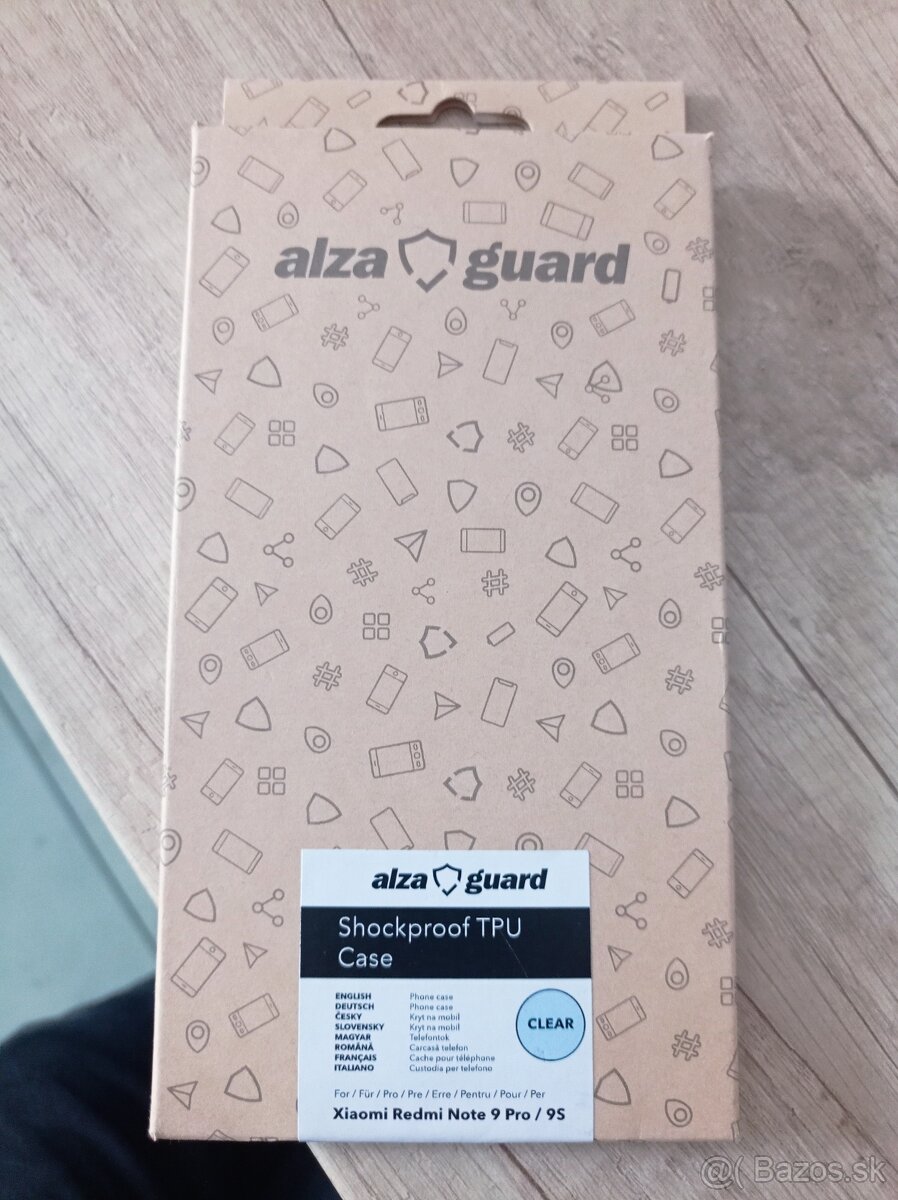 alza guard
alza guard
Shockproof TPU
Case
ENGLISH Phone case
DEUTSCH Phone case
ČESKY Kryt na mobil
SLOVENSKY Kryt na mobil
MAGYAR Telefontok
ROMÂNĂ Carcasă telefon
FRANÇAIS Cache pour téléphone
ITALIANO Custodia per telefono
CLEAR
For / Für / Pro / Pre / Erre / Pentru / Pour / Per
Xiaomi Redmi Note 9 Pro / 9S
@( Bazos.sk